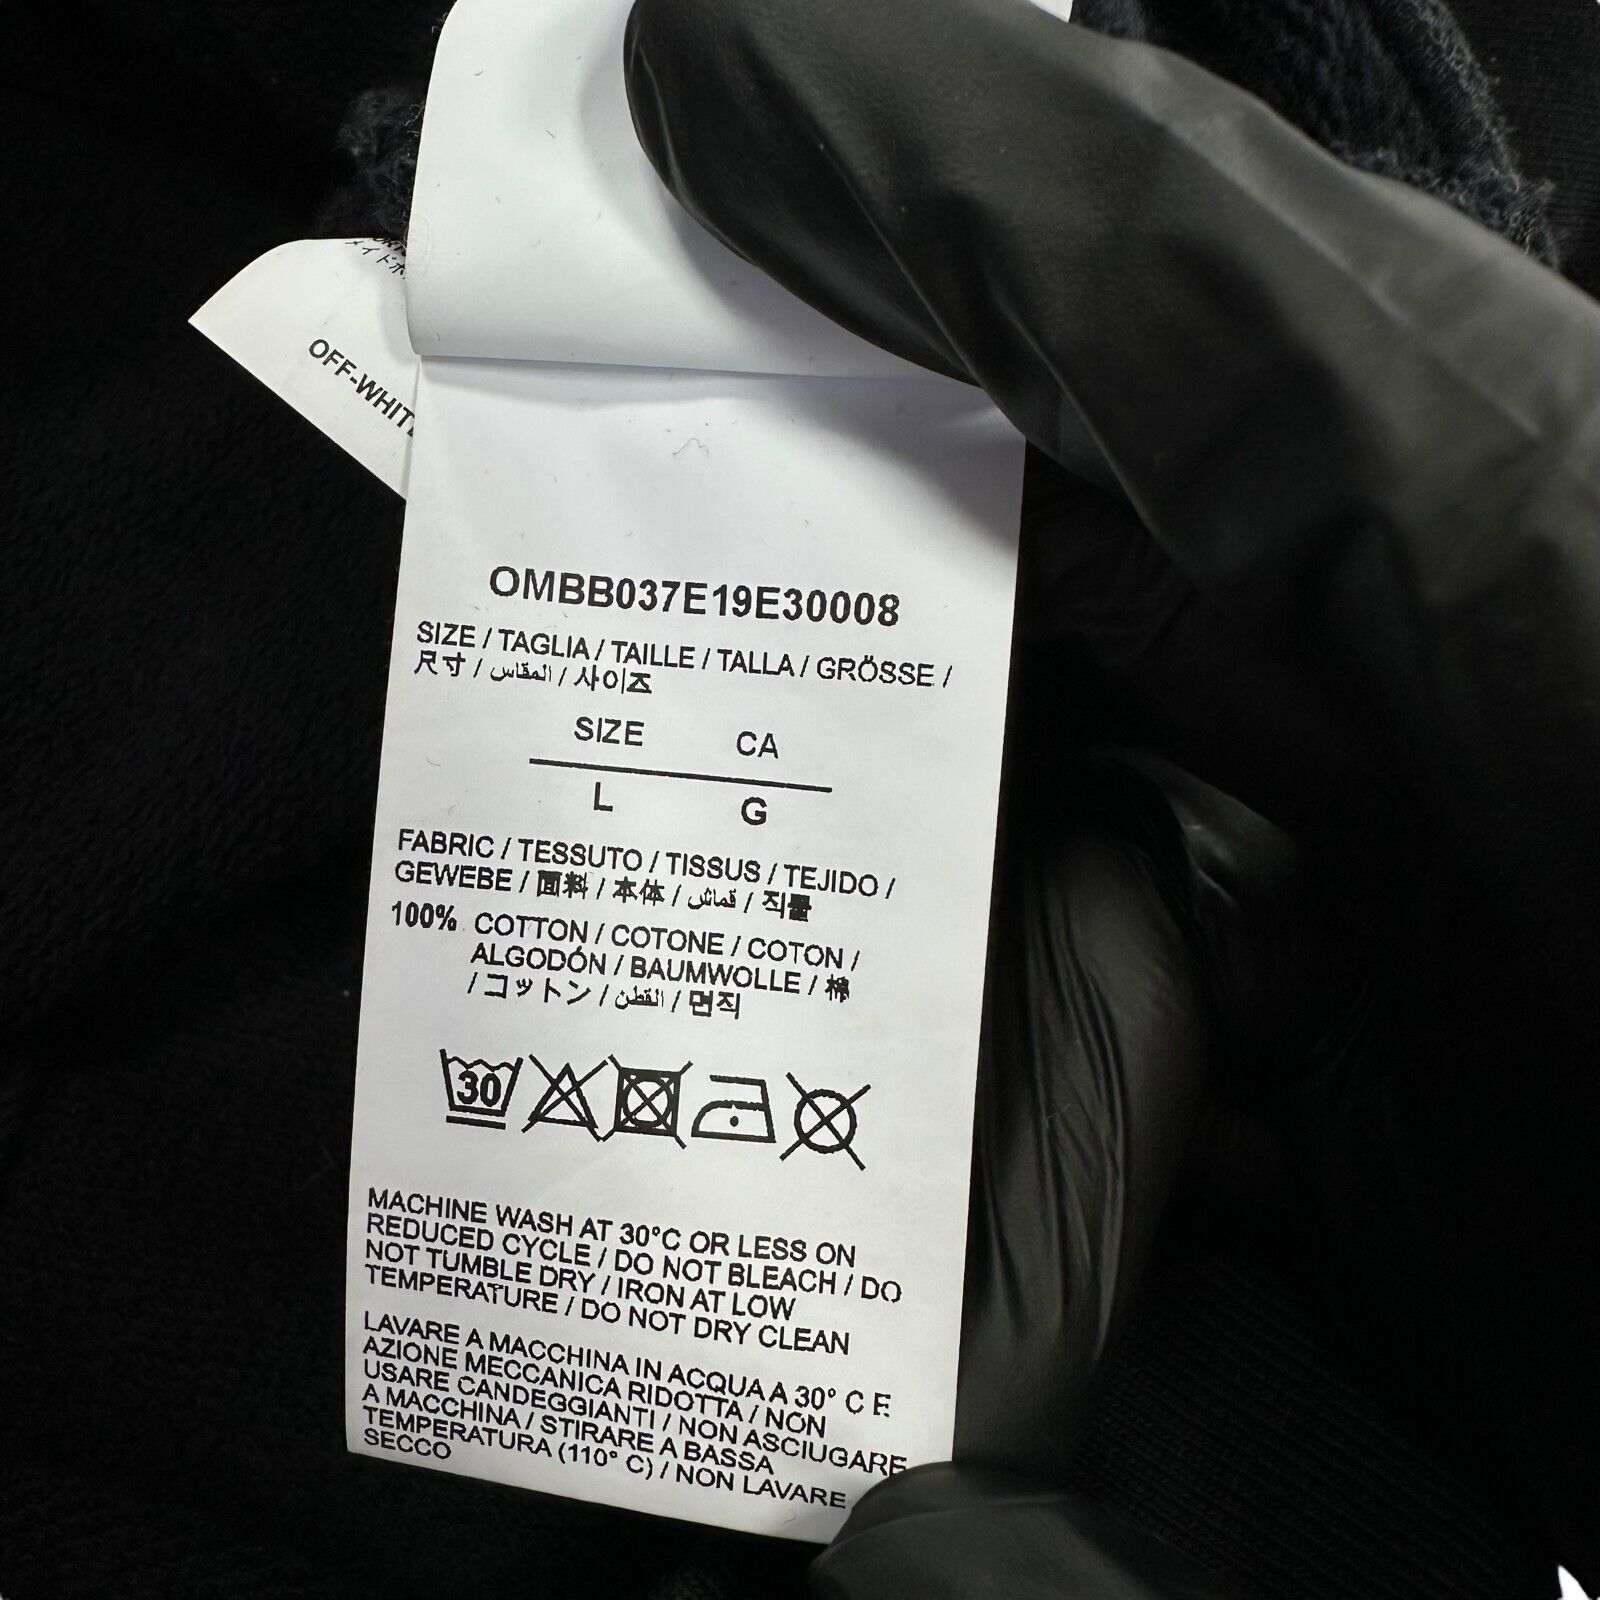 メイド
OFF-WHIT
OMBB037E19E30008
SIZE / TAGLIA / TAILLE / TALLA / GRÖSSE /
尺寸 / المقاس / 사이즈
SIZE CA
L G
FABRIC / TESSUTO / TISSUS / TEJIDO /
GEWEBE / 面料 / 本体 / قماش / 직물
100% COTTON / COTONE / COTON /
ALGODÓN / BAUMWOLLE / 棉
/ コットン / القطن / 면직
30
MACHINE WASH AT 30°C OR LESS ON
REDUCED CYCLE / DO NOT BLEACH / DO
NOT TUMBLE DRY / IRON AT LOW
TEMPERATURE / DO NOT DRY CLEAN
LAVARE A MACCHINA IN ACQUA A 30° C E
AZIONE MECCANICA RIDOTTA / NON
USARE CANDEGGIANTI / NON ASCIUGARE
A MACCHINA / STIRARE A BASSA
TEMPERATURA (110° C) / NON LAVARE
SECCO